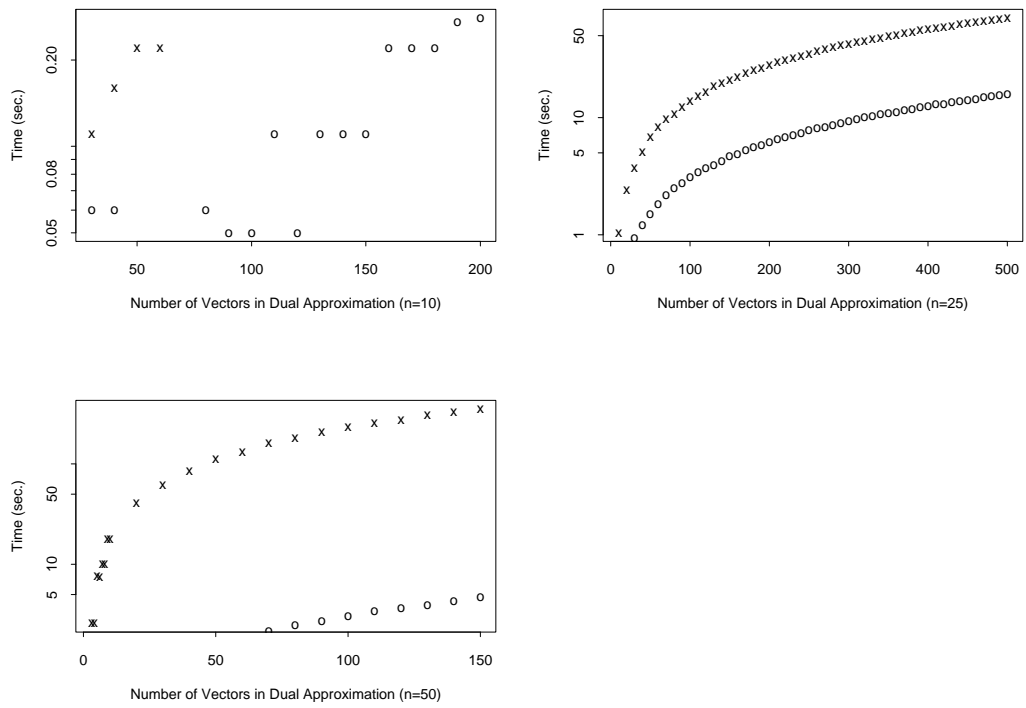 Time (sec.)
0.05 0.08 0.20
50 100 150 200
Number of Vectors in Dual Approximation (n=10)
Time (sec.)
1 5 10 50
0 100 200 300 400 500
Number of Vectors in Dual Approximation (n=25)
Time (sec.)
5 10 50
0 50 100 150
Number of Vectors in Dual Approximation (n=50)